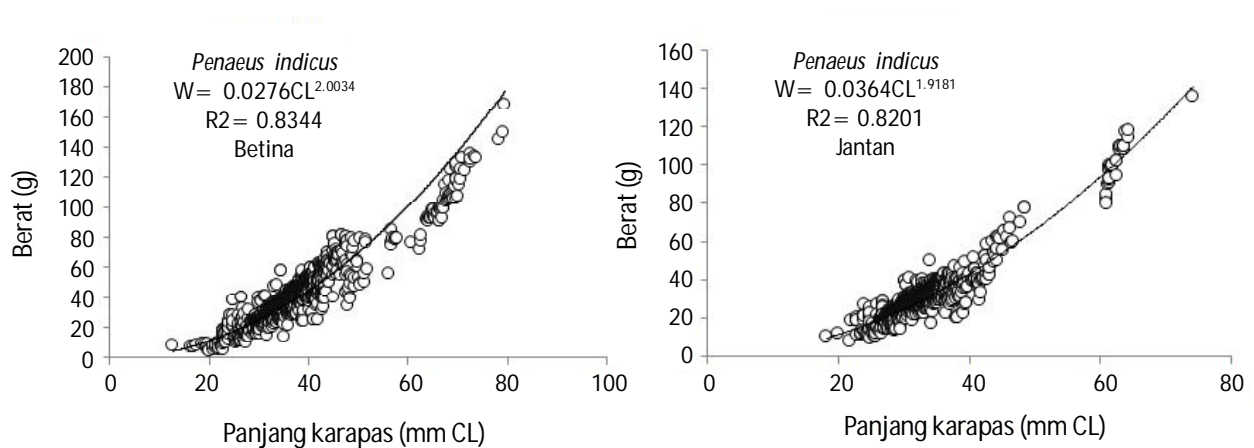 Penaeus indicus
W= 0.0276CL2.0034
R2= 0.8344
Betina
200
180
160
140
120
100
80
60
40
20
0
Berat (g)
0 20 40 60 80 100
Panjang karapas (mm CL)
Penaeus indicus
W= 0.0364CL1.9181
R2= 0.8201
Jantan
160
140
120
100
80
60
40
20
0
Berat (g)
0 20 40 60 80
Panjang karapas (mm CL)